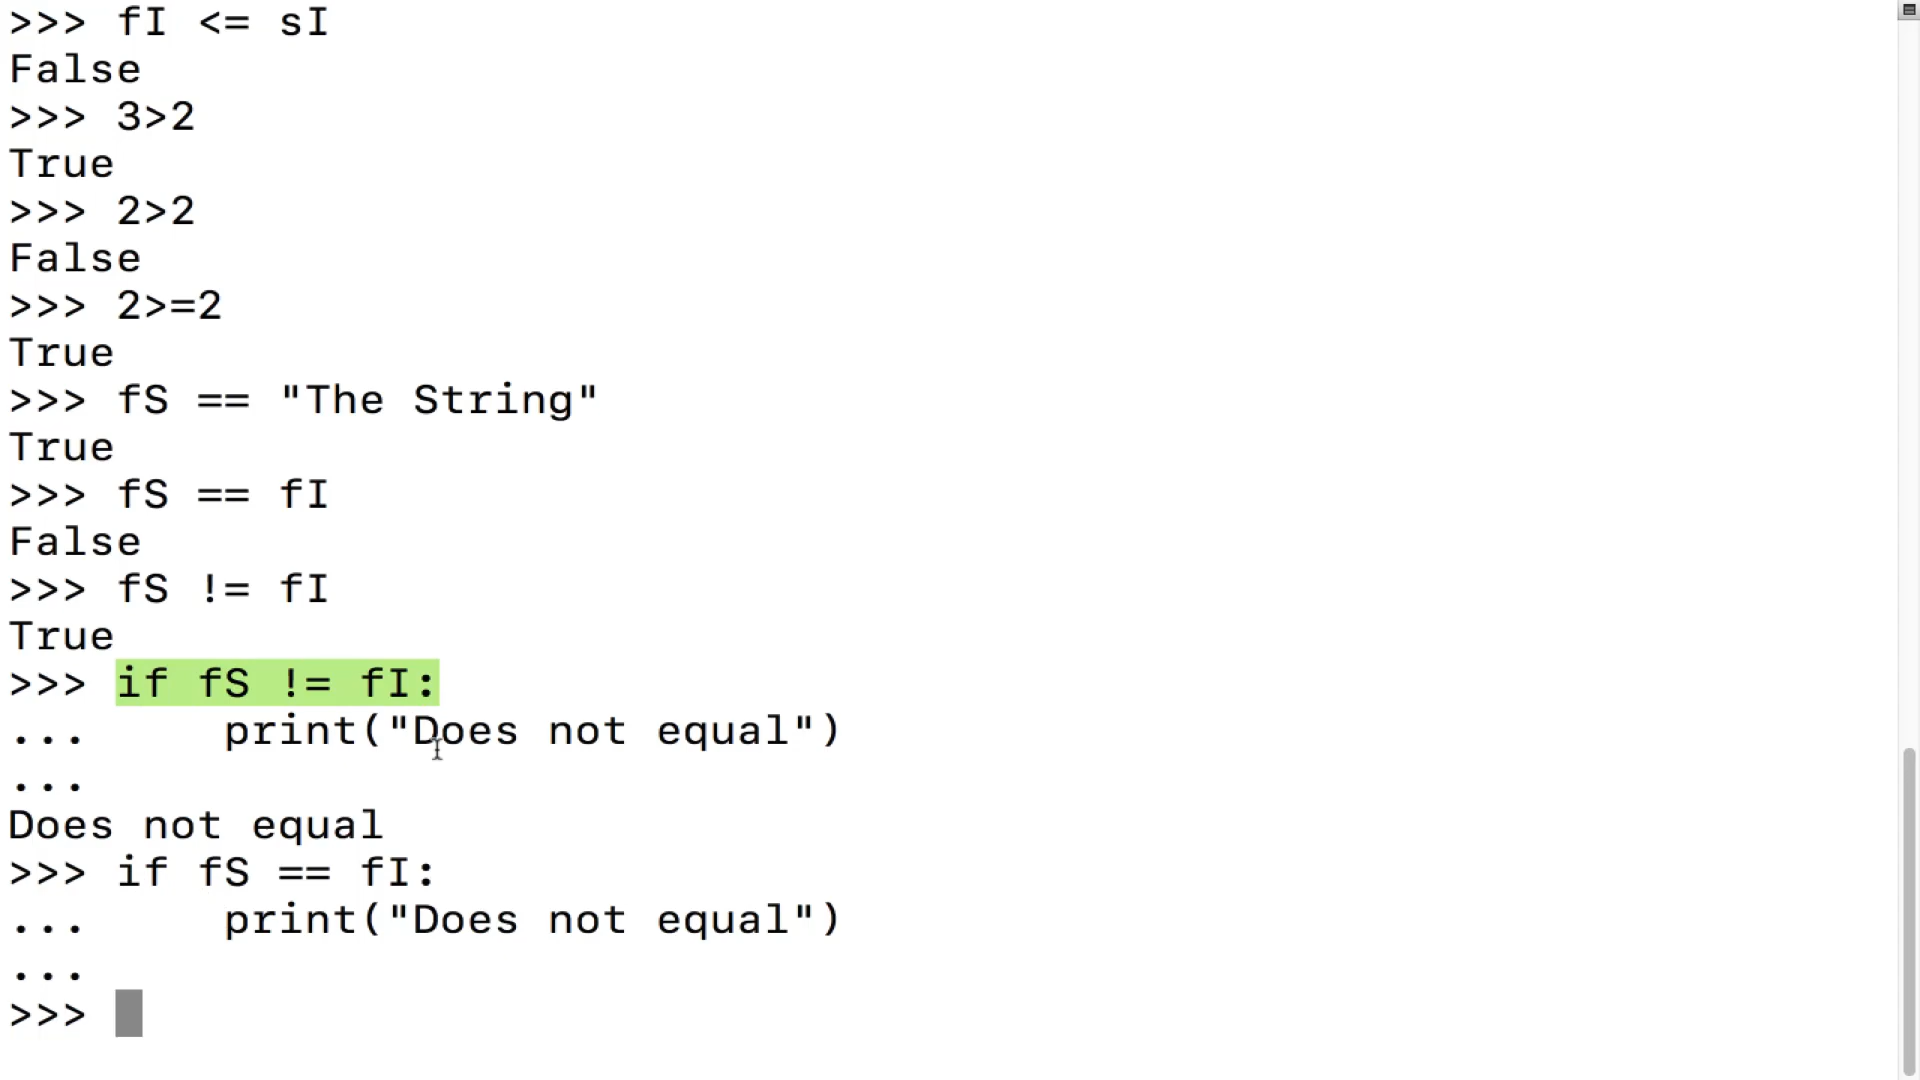 >>> fI <= sI
False
>>> 3>2
True
>>> 2>2
False
>>> 2>=2
True
>>> fS == "The String"
True
>>> fS == fI
False
>>> fS != fI
True
>>> if fS != fI:
...     print("Does not equal")
...
Does not equal
>>> if fS == fI:
...     print("Does not equal")
...
>>>